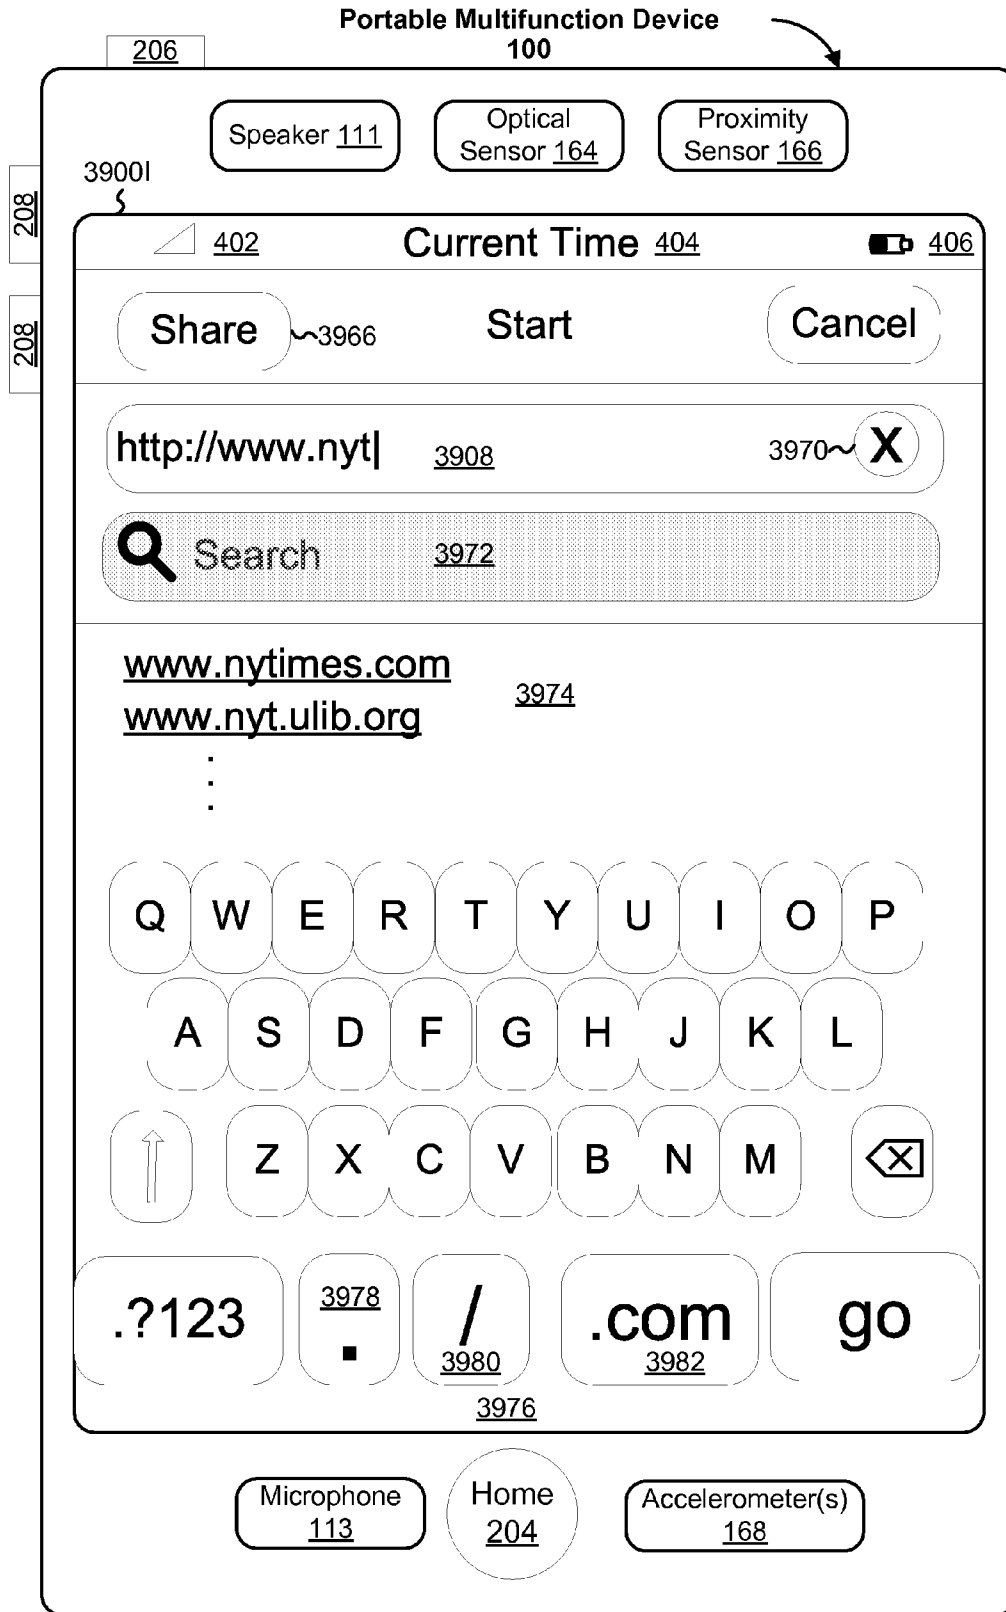 Portable Multifunction Device
100
206
Speaker 111
Optical
Sensor 164
Proximity
Sensor 166
3900I
208
208
402
Current Time 404
406
Share
3966
Start
Cancel
http://www.nyt
3908
3970
X
Search
3972
www.nytimes.com
www.nyt.ulib.org
3974
Q W E R T Y U I O P
A S D F G H J K L
Z X C V B N M
.?123
3978
.
/
3980
.com
3982
go
3976
Microphone
113
Home
204
Accelerometer(s)
168